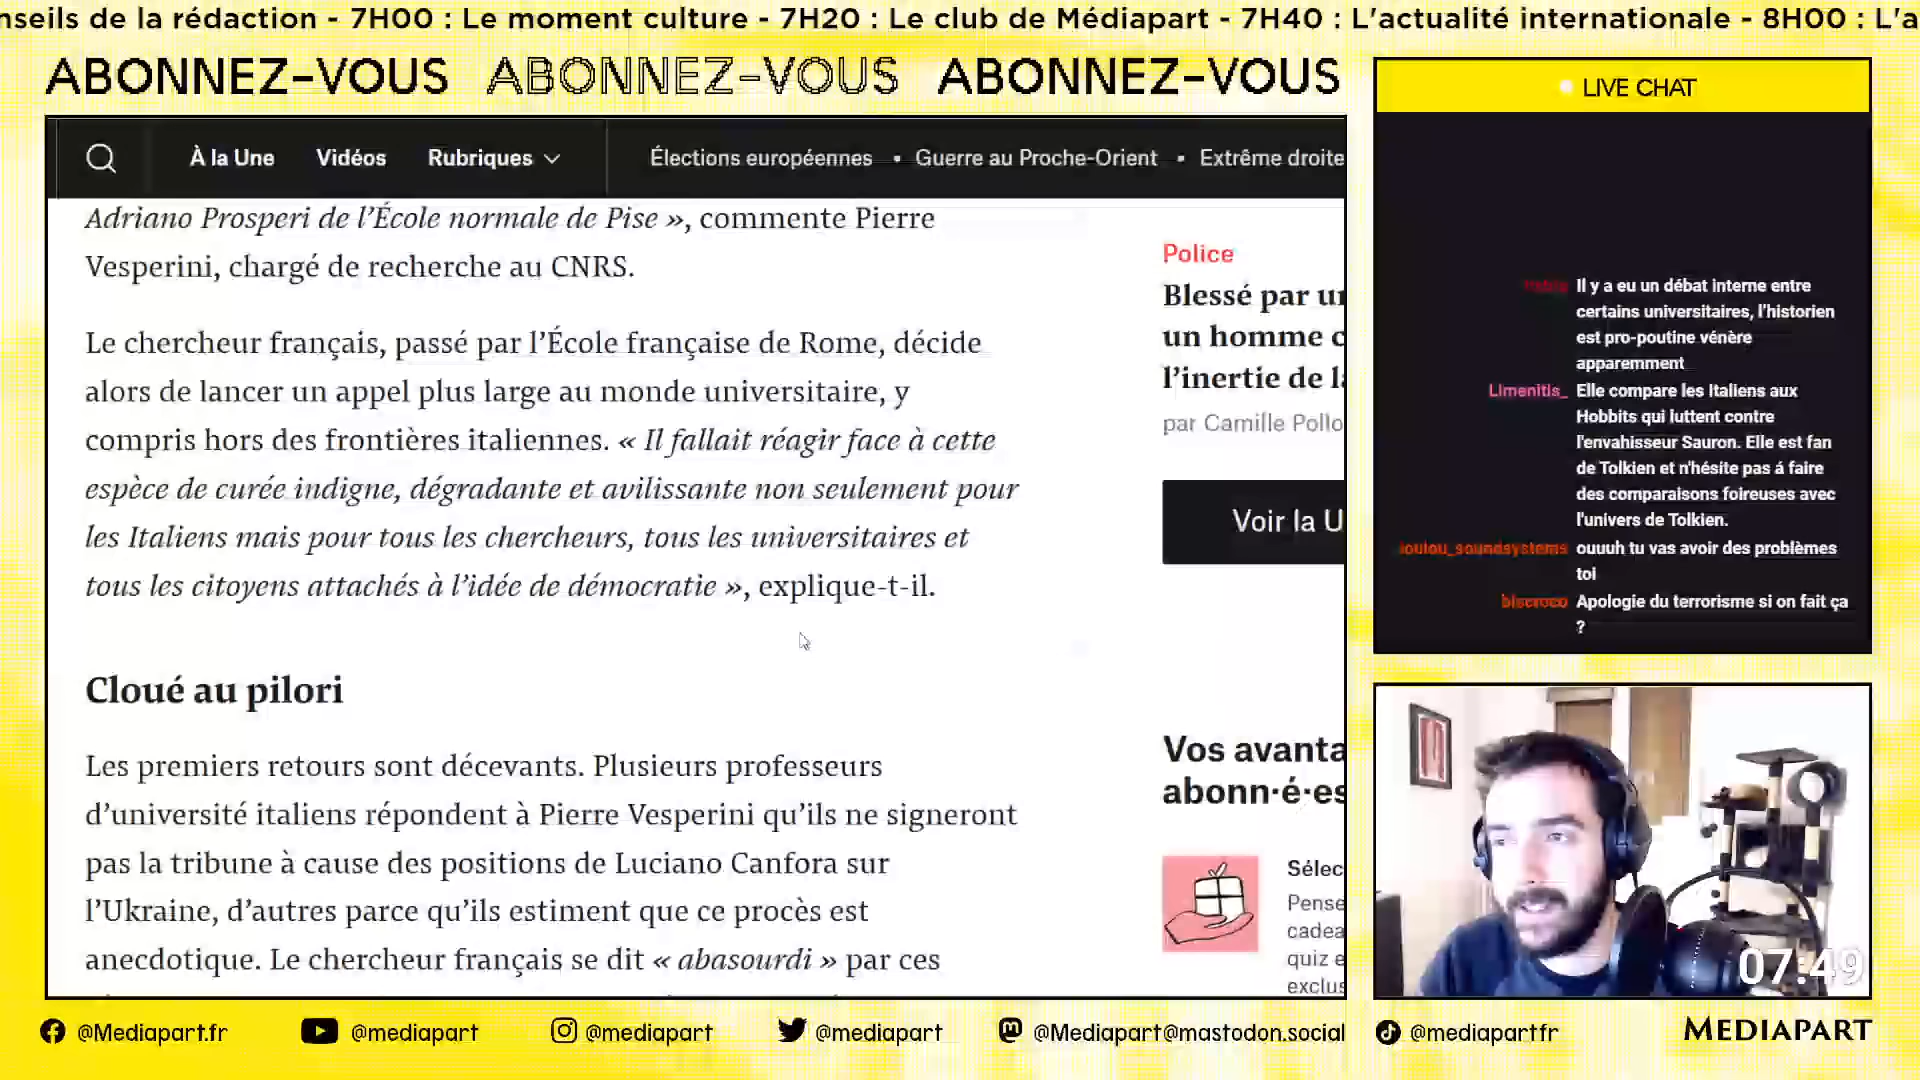 nseils de la rédaction - 7H00 : Le moment culture - 7H20 : Le club de Médiapart - 7H40 : L'actualité internationale - 8H00 : L'a
ABONNEZ-VOUS ABONNEZ-VOUS ABONNEZ-VOUS
À la Une Vidéos Rubriques Élections européennes • Guerre au Proche-Orient • Extrême droite
Adriano Prosperi de l'École normale de Pise », commente Pierre
Vesperini, chargé de recherche au CNRS.
Le chercheur français, passé par l'École française de Rome, décide
alors de lancer un appel plus large au monde universitaire, y
compris hors des frontières italiennes. « Il fallait réagir face à cette
espèce de curée indigne, dégradante et avilissante non seulement pour
les Italiens mais pour tous les chercheurs, tous les universitaires et
tous les citoyens attachés à l'idée de démocratie », explique-t-il.
Cloué au pilori
Les premiers retours sont décevants. Plusieurs professeurs
d'université italiens répondent à Pierre Vesperini qu'ils ne signeront
pas la tribune à cause des positions de Luciano Canfora sur
l'Ukraine, d'autres parce qu'ils estiment que ce procès est
anecdotique. Le chercheur français se dit « abasourdi » par ces
Police
Blessé par un
un homme c
l'inertie de la
par Camille Pollo
Voir la U
Vos avanta
abonn·é·es
Sélec
Pense
cadea
quiz e
exclus
LIVE CHAT
Il y a eu un débat interne entre
certains universitaires, l'historien
est pro-poutine vénère
apparemment
Limenitis_ Elle compare les Italiens aux
Hobbits qui luttent contre
l'envahisseur Sauron. Elle est fan
de Tolkien et n'hésite pas á faire
des comparaisons foireuses avec
l'univers de Tolkien.
loulou_soundsystems ouuuh tu vas avoir des problèmes
toi
Apologie du terrorisme si on fait ça
?
07:49
@Mediapart.fr @mediapart @mediapart @mediapart @Mediapart@mastodon.social @mediapartfr MEDIAPART